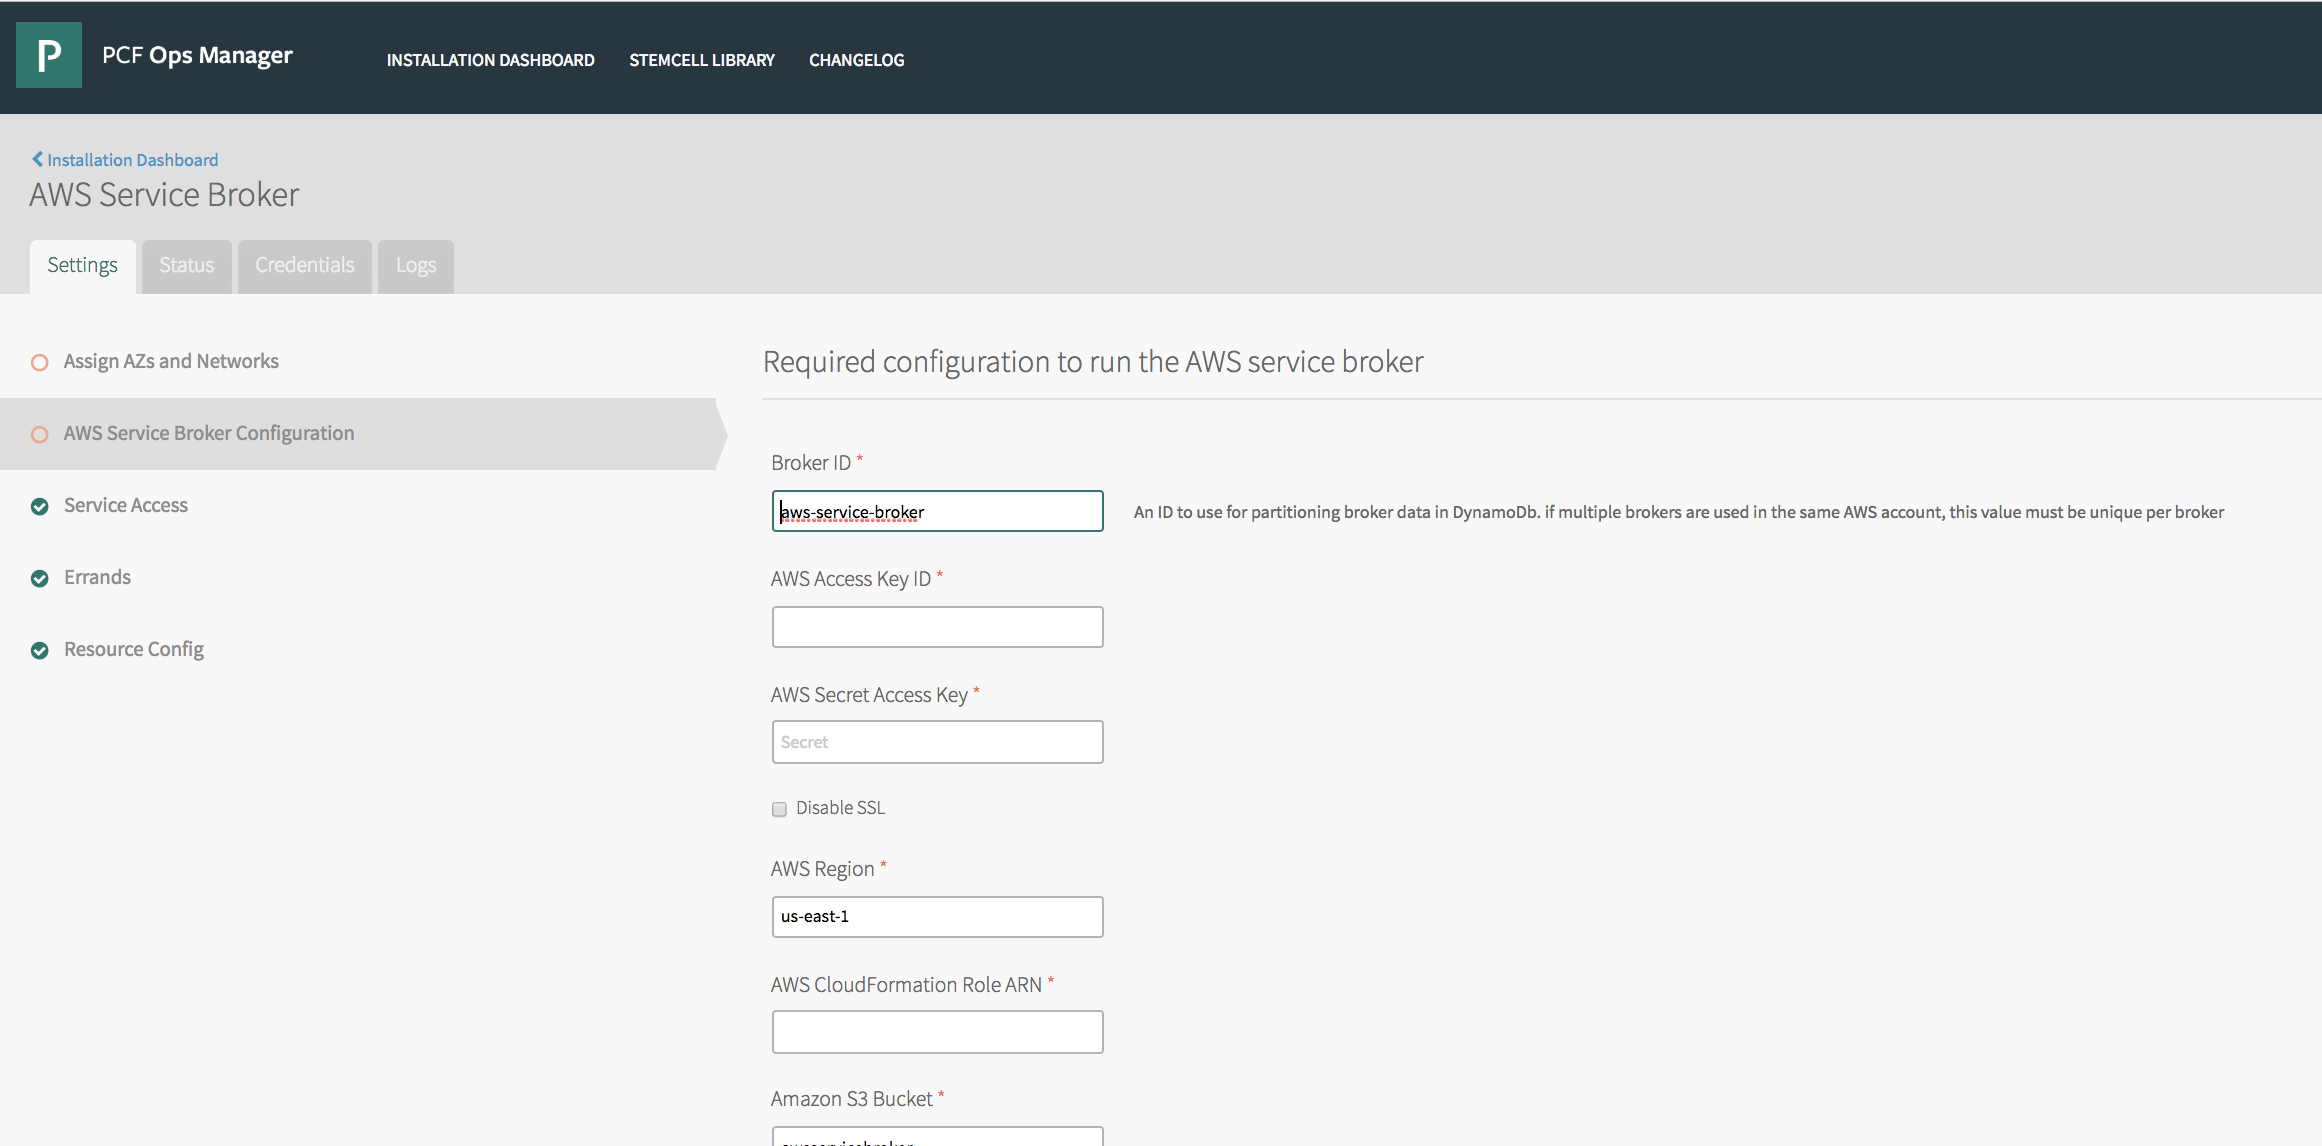 P PCF Ops Manager INSTALLATION DASHBOARD STEMCELL LIBRARY CHANGELOG
Installation Dashboard
AWS Service Broker
Settings Status Credentials Logs
Assign AZs and Networks
AWS Service Broker Configuration
Service Access
Errands
Resource Config
Required configuration to run the AWS service broker
Broker ID *
aws-service-broker
An ID to use for partitioning broker data in DynamoDb. if multiple brokers are used in the same AWS account, this value must be unique per broker
AWS Access Key ID *
AWS Secret Access Key *
Secret
Disable SSL
AWS Region *
us-east-1
AWS CloudFormation Role ARN *
Amazon S3 Bucket *